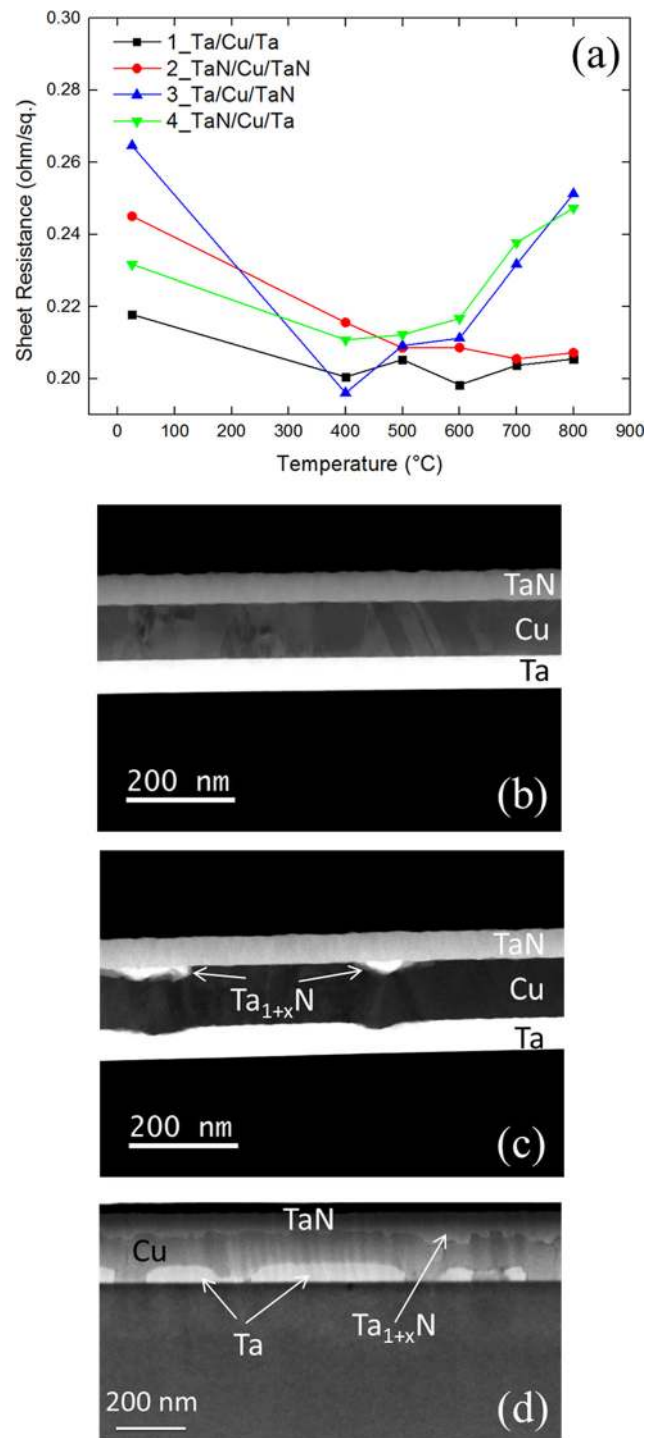 0.30
1_Ta/Cu/Ta
(a)
2_TaN/Cu/TaN
0.28
3_Ta/Cu/TaN
4_TaN/Cu/Ta
0.26
0.24
0.22
0.20
Sheet Resistance (ohm/sq.)
0 100 200 300 400 500 600 700 800 900
Temperature (°C)
TaN
Cu
Ta
200 nm
(b)
TaN
Ta1+xN
Cu
Ta
200 nm
(c)
TaN
Cu
Ta
Ta1+xN
200 nm
(d)